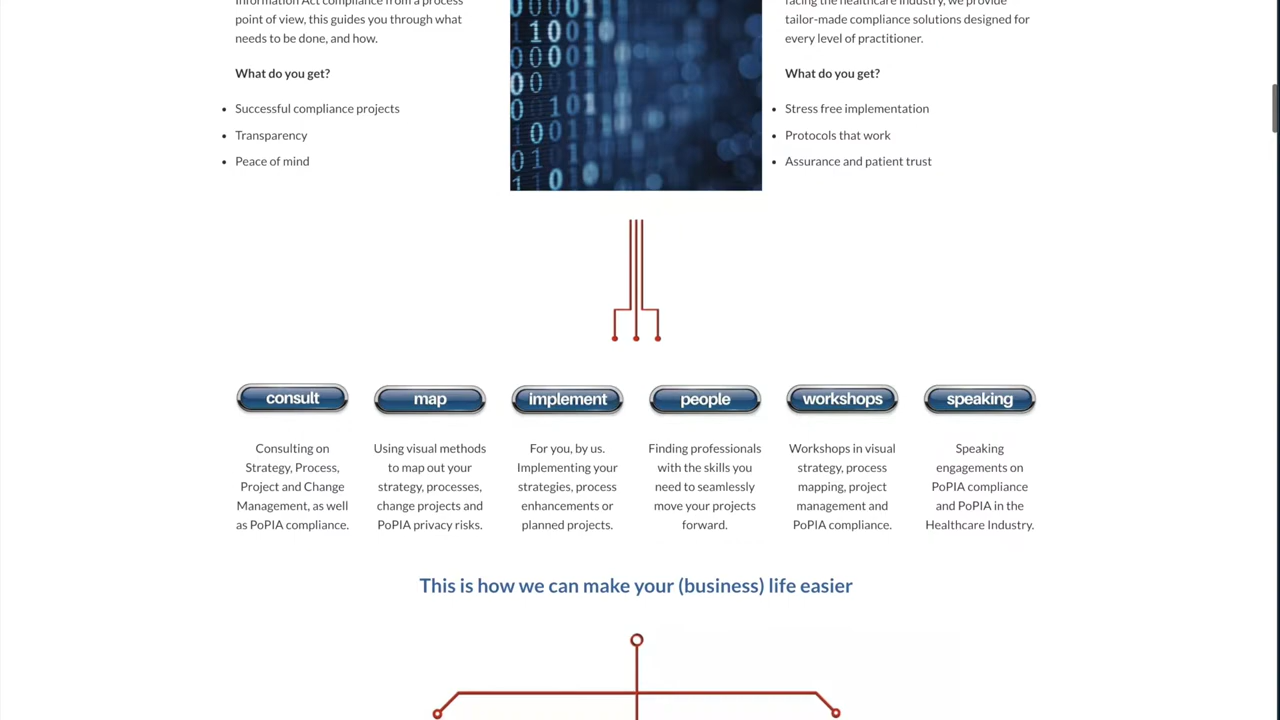 Information Act compliance from a process
point of view, this guides you through what
needs to be done, and how.
What do you get?
Successful compliance projects
Transparency
Peace of mind
facing the healthcare industry, we provide
tailor-made compliance solutions designed for
every level of practitioner.
What do you get?
Stress free implementation
Protocols that work
Assurance and patient trust
consult
Consulting on
Strategy, Process,
Project and Change
Management, as well
as PoPIA compliance.
map
Using visual methods
to map out your
strategy, processes,
change projects and
PoPIA privacy risks.
implement
For you, by us.
Implementing your
strategies, process
enhancements or
planned projects.
people
Finding professionals
with the skills you
need to seamlessly
move your projects
forward.
workshops
Workshops in visual
strategy, process
mapping, project
management and
PoPIA compliance.
speaking
Speaking
engagements on
PoPIA compliance
and PoPIA in the
Healthcare Industry.
This is how we can make your (business) life easier